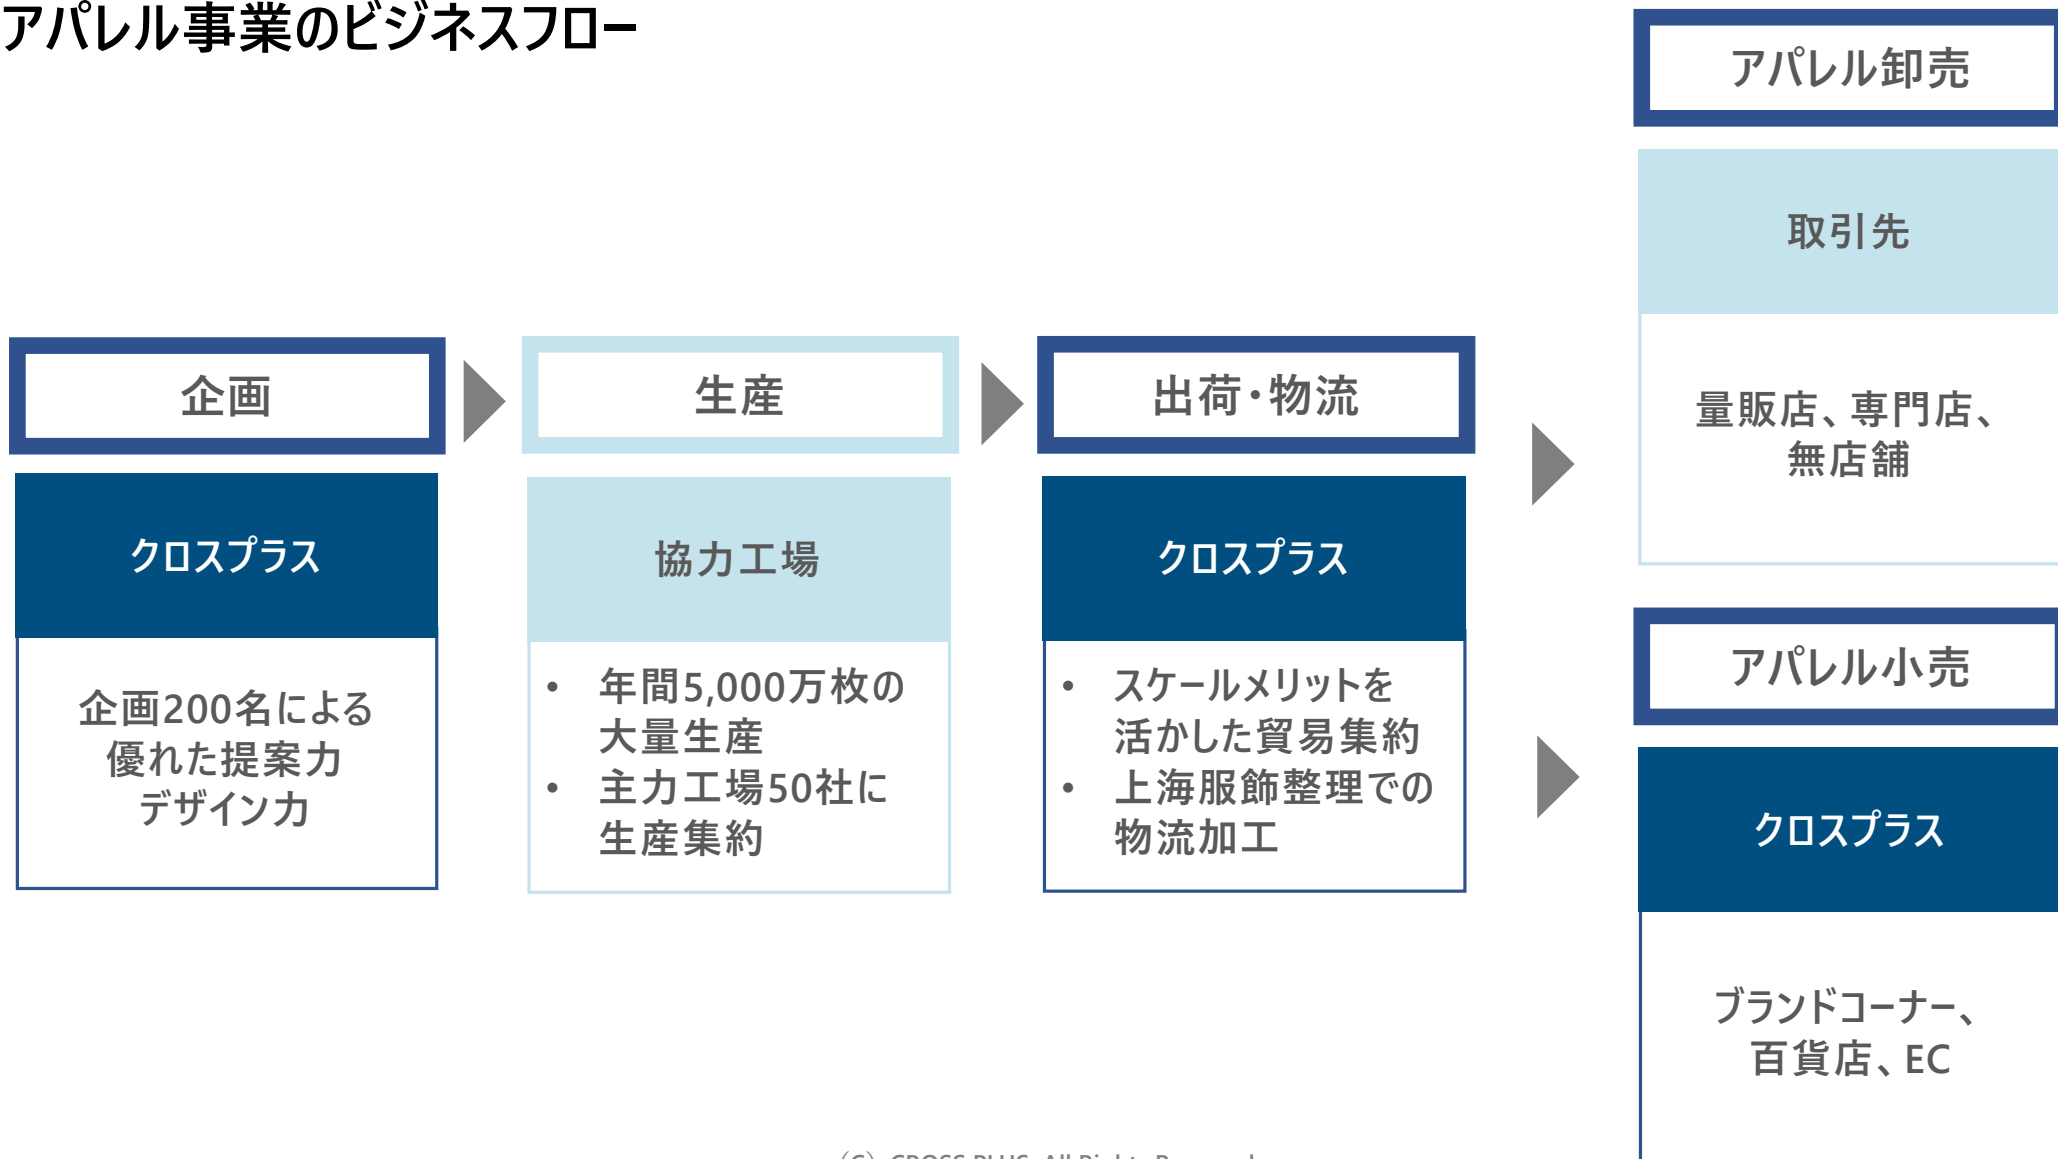 アパレル事業のビジネスフロー
企画
クロスプラス
企画200名による
優れた提案力
デザイン力
生産
協力工場
• 年間5,000万枚の
大量生産
• 主力工場50社に
生産集約
出荷・物流
クロスプラス
• スケールメリットを
活かした貿易集約
• 上海服飾整理での
物流加工
アパレル卸売
取引先
量販店、専門店、
無店舗
アパレル小売
クロスプラス
ブランドコーナー、
百貨店、EC
(C) CROSS PLUS All Rights Reserved